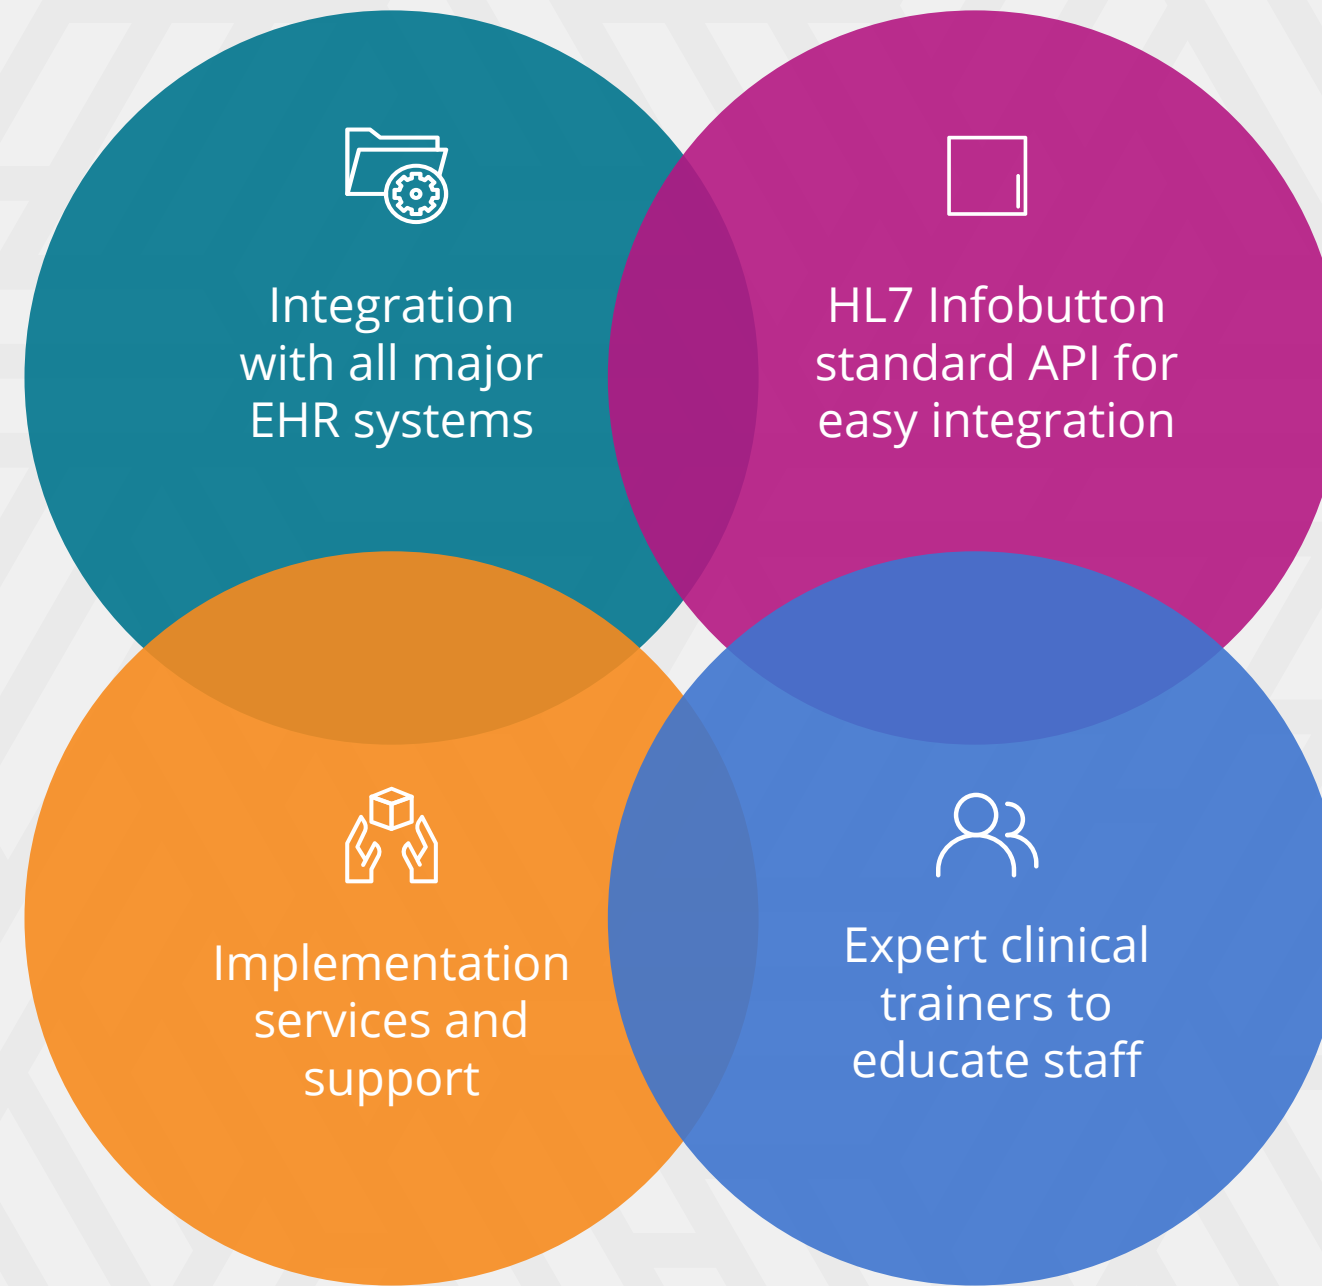 Integration
with all major
EHR systems
HL7 Infobutton
standard API for
easy integration
Implementation
services and
support
Expert clinical
trainers to
educate staff